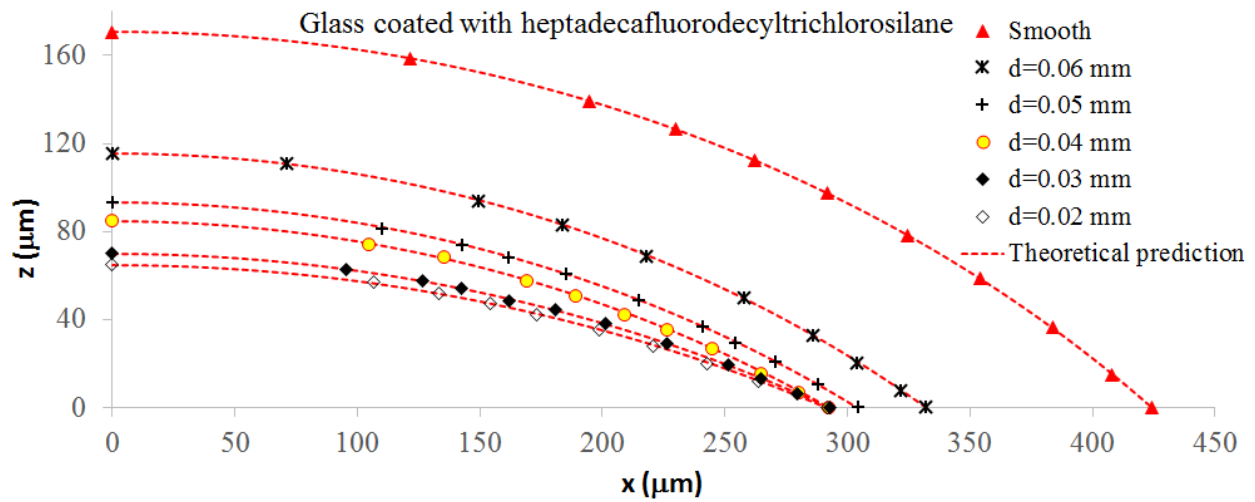 Glass coated with heptadecafluorodecyltrichlorosilane
Smooth
d=0.06 mm
d=0.05 mm
d=0.04 mm
d=0.03 mm
d=0.02 mm
Theoretical prediction
z (μm)
160
120
80
40
0
0 50 100 150 200 250 300 350 400 450
x (μm)